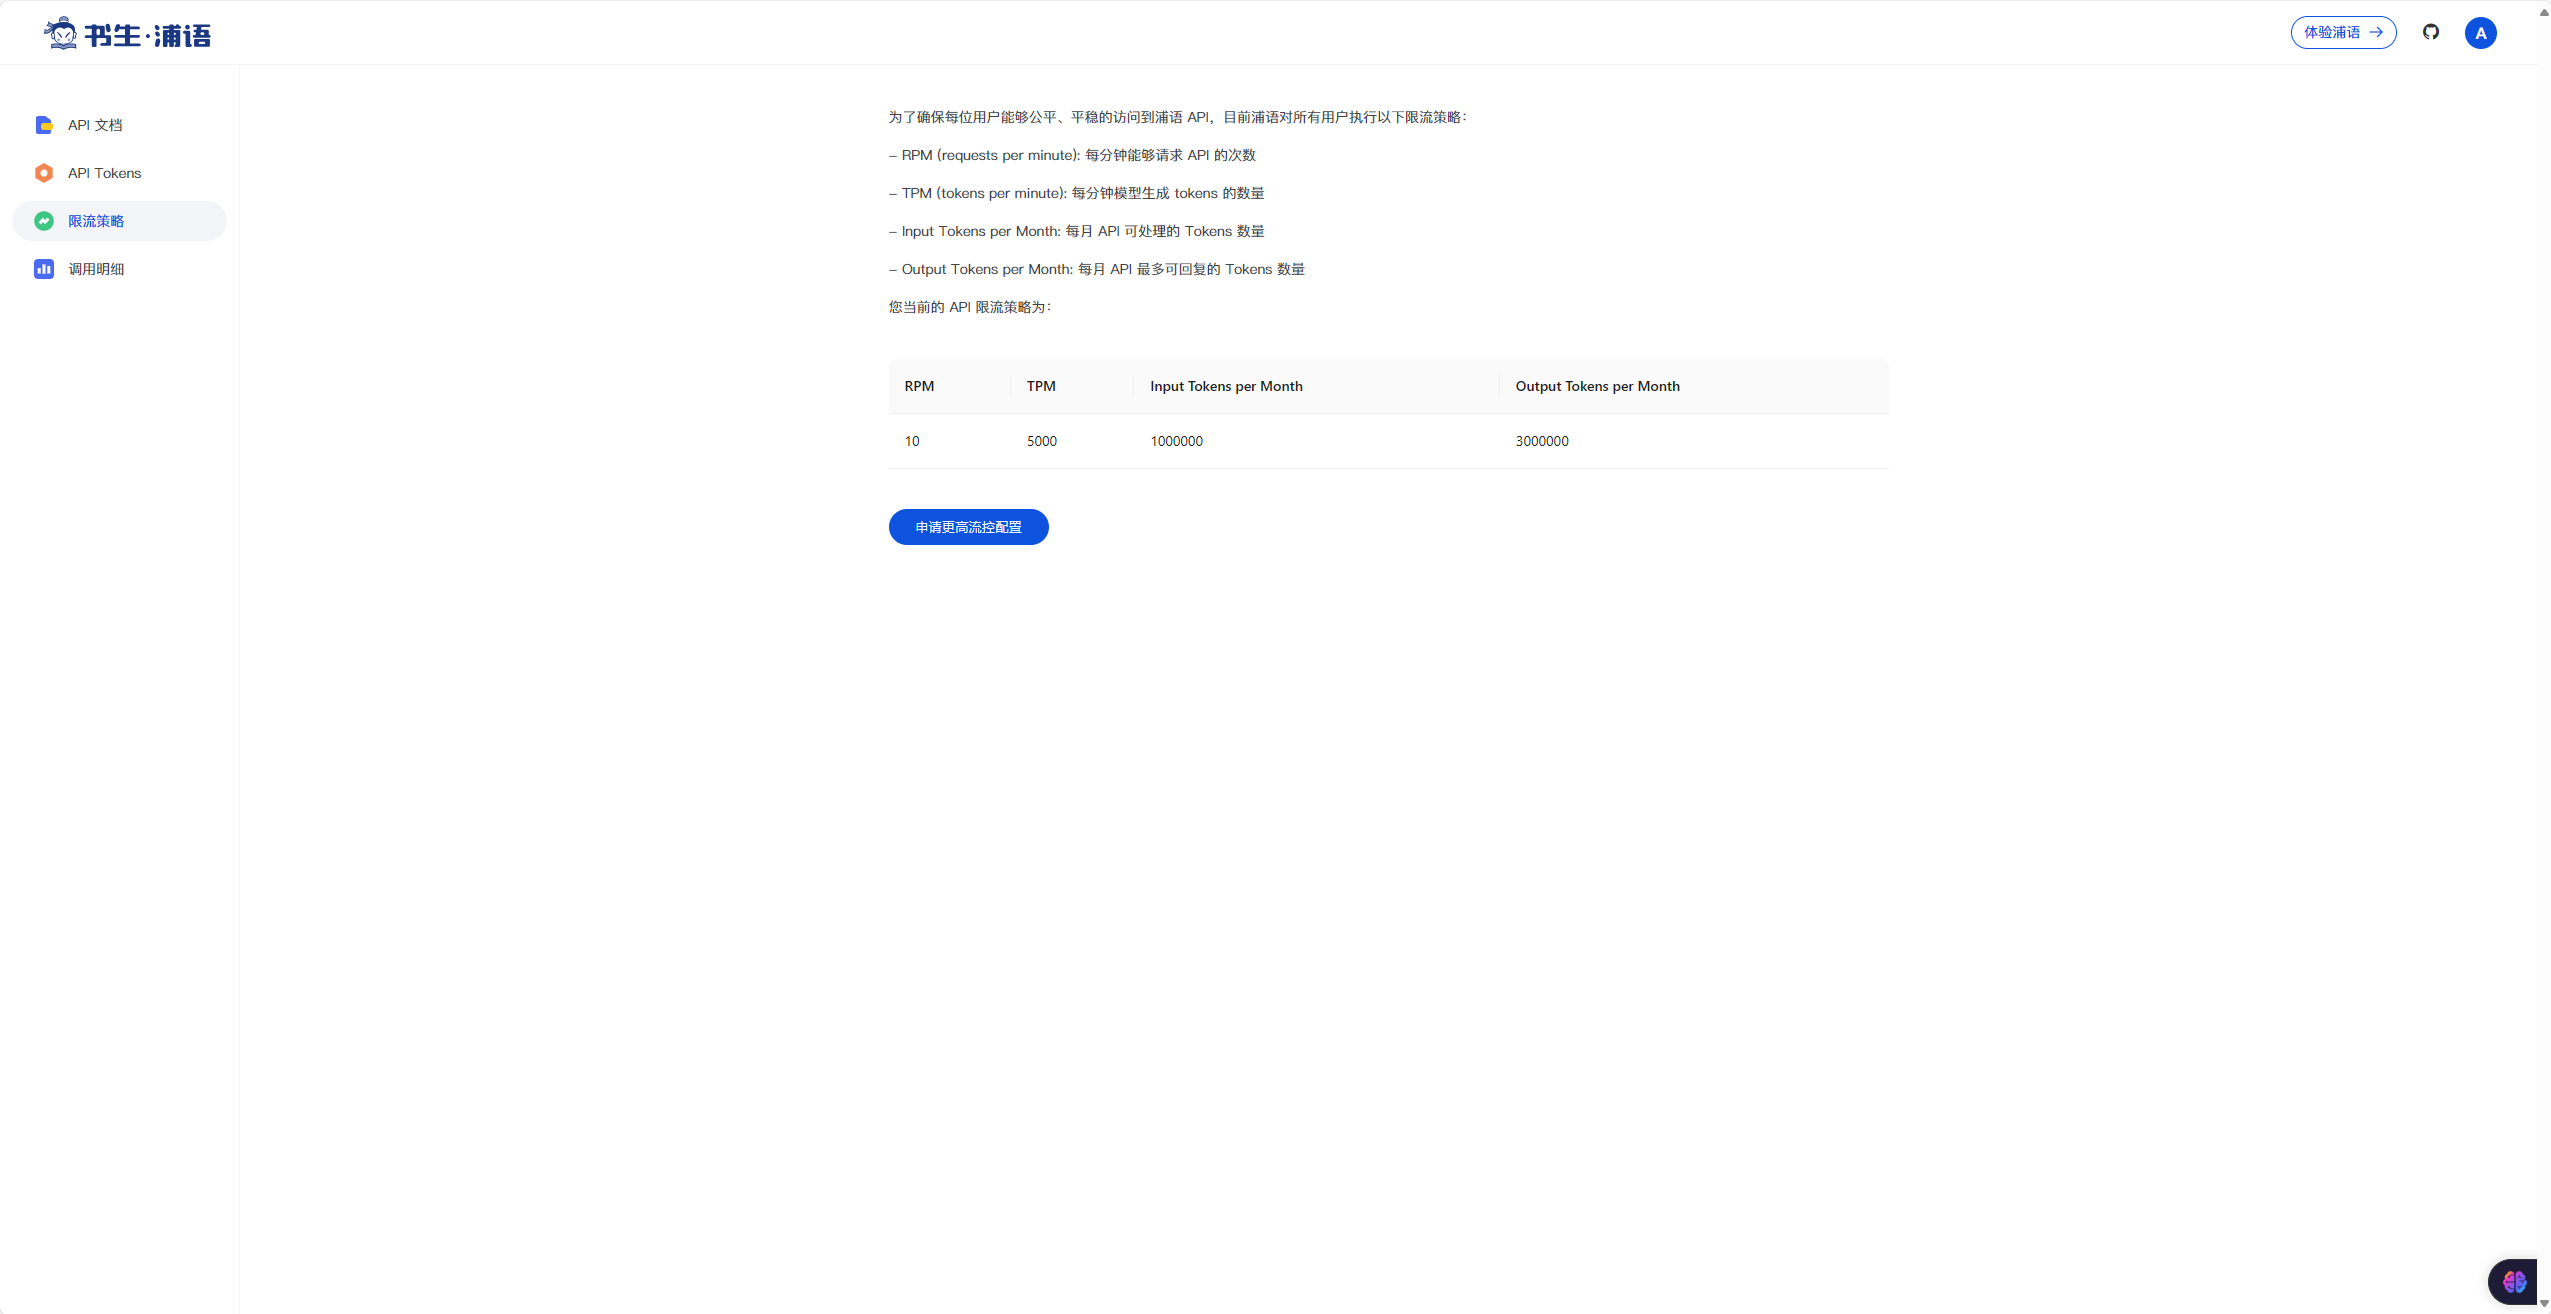 书生·浦语
体验浦语
A
API 文档
API Tokens
限流策略
调用明细
为了确保每位用户能够公平、平稳的访问到浦语 API，目前浦语对所有用户执行以下限流策略：
– RPM (requests per minute): 每分钟能够请求 API 的次数
– TPM (tokens per minute): 每分钟模型生成 tokens 的数量
– Input Tokens per Month: 每月 API 可处理的 Tokens 数量
– Output Tokens per Month: 每月 API 最多可回复的 Tokens 数量
您当前的 API 限流策略为：
RPM TPM Input Tokens per Month Output Tokens per Month
10 5000 1000000 3000000
申请更高流控配置